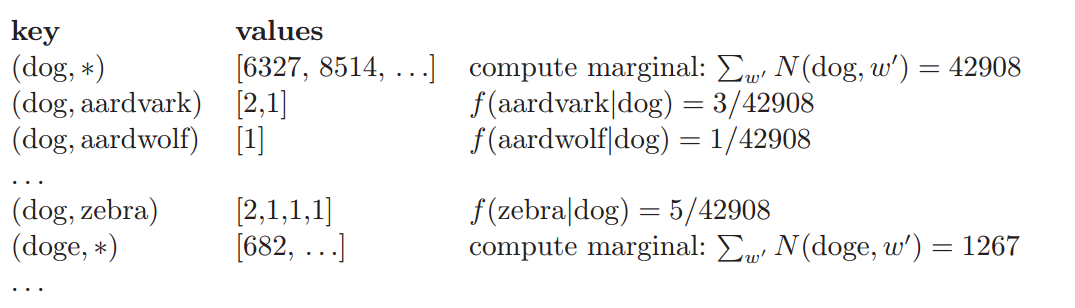 key values
(dog, ∗) [6327, 8514, …] compute marginal: ∑w′ N(dog, w′) = 42908
(dog, aardvark) [2,1] f(aardvark|dog) = 3/42908
(dog, aardwolf) [1] f(aardwolf|dog) = 1/42908
…
(dog, zebra) [2,1,1,1] f(zebra|dog) = 5/42908
(doge, ∗) [682, …] compute marginal: ∑w′ N(doge, w′) = 1267
…